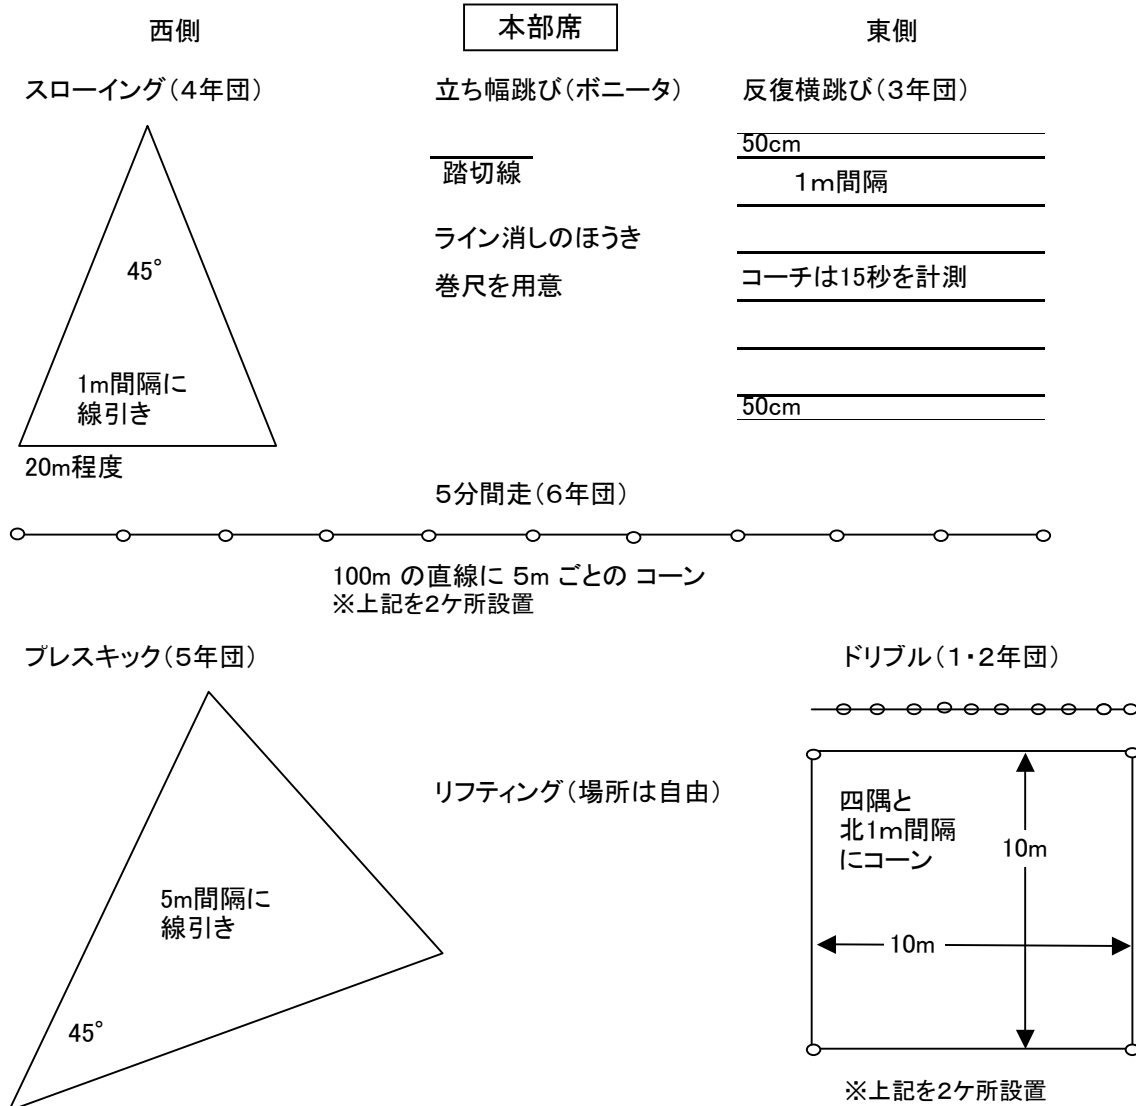 西側
本部席
東側
スローイング(4年団)
立ち幅跳び(ボニータ)
反復横跳び(3年団)
50cm
踏切線
1m間隔
ライン消しのほうき
45°
巻尺を用意
コーチは15秒を計測
1m間隔に
線引き
50cm
20m程度
5分間走(6年団)
100m の直線に 5m ごとの コーン
※上記を2ケ所設置
プレスキック(5年団)
ドリブル(1・2年団)
リフティング(場所は自由)
四隅と
北1m間隔
にコーン
10m
5m間隔に
線引き
10m
45°
※上記を2ケ所設置